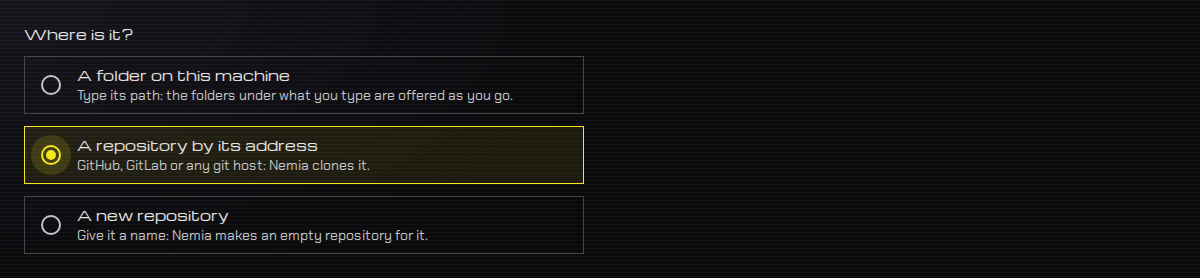 Where is it?
A folder on this machine
Type its path: the folders under what you type are offered as you go.
A repository by its address
GitHub, GitLab or any git host: Nemia clones it.
A new repository
Give it a name: Nemia makes an empty repository for it.